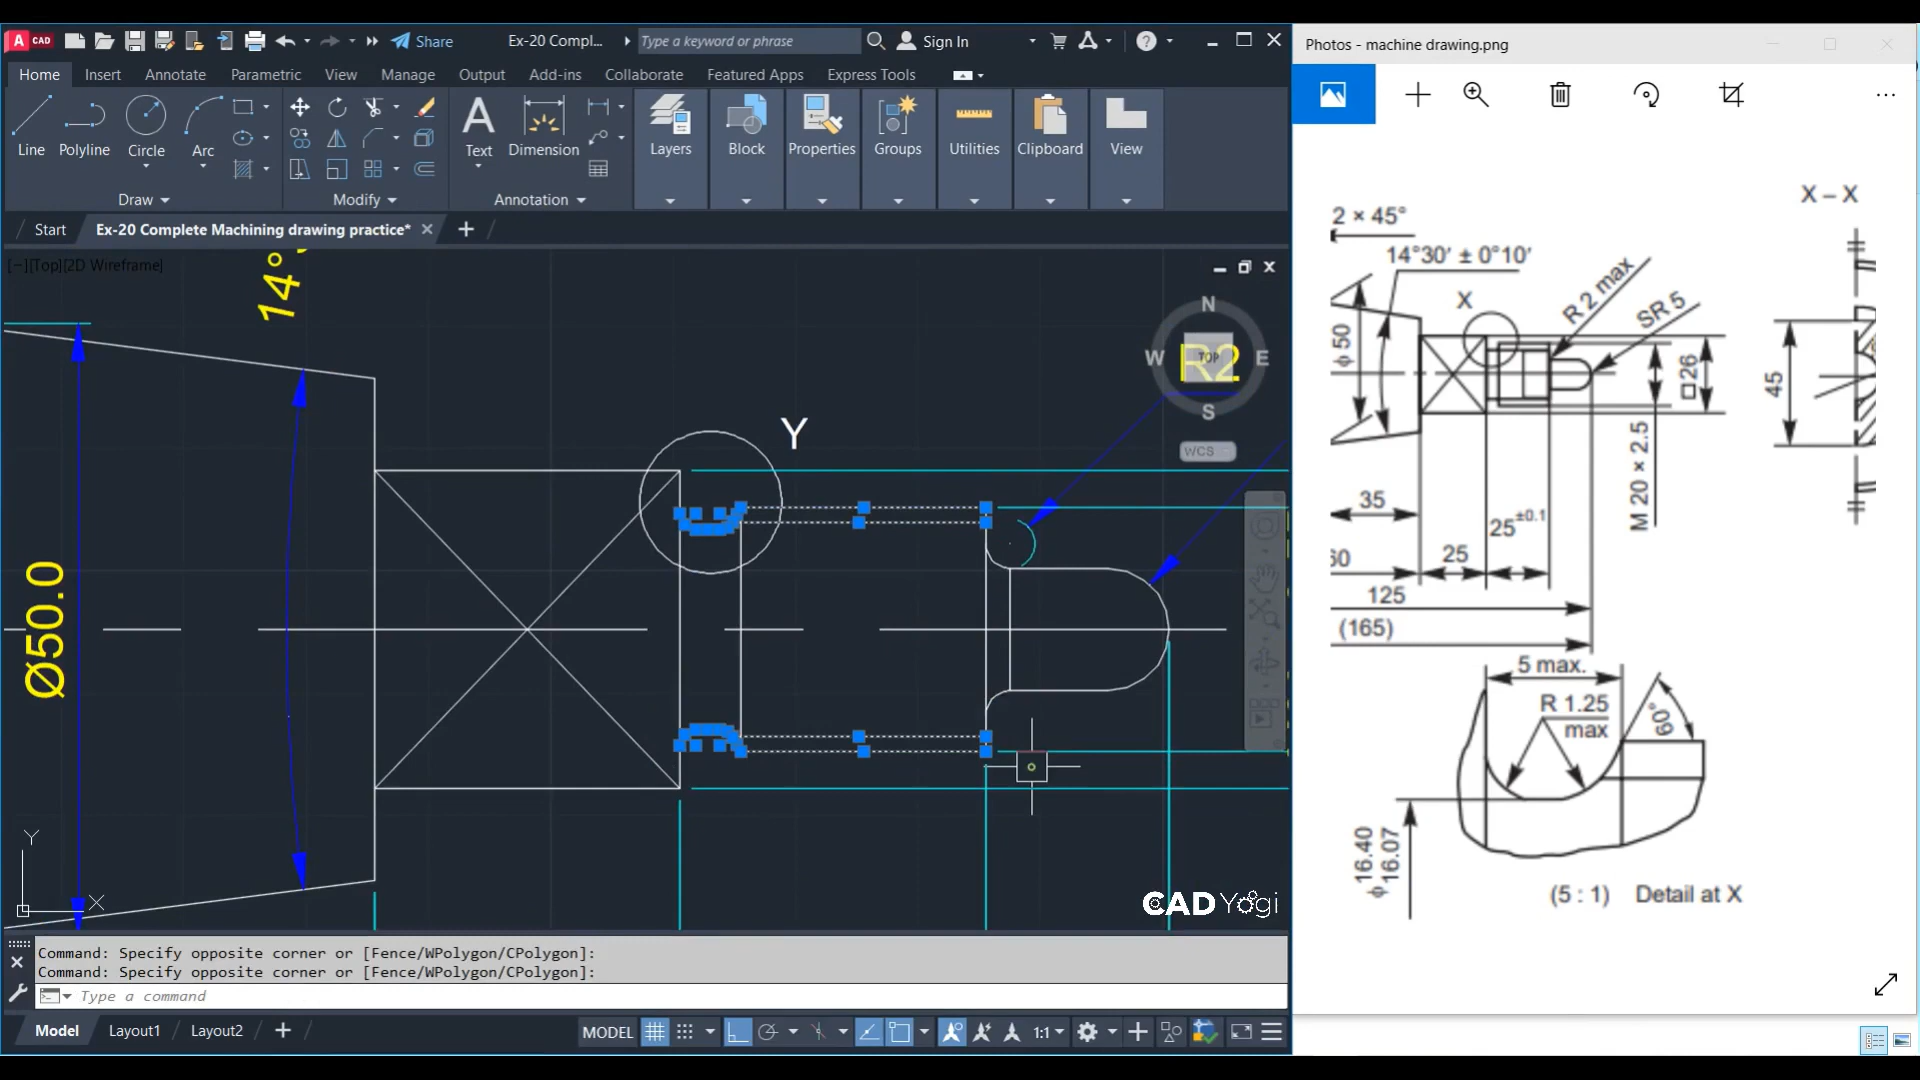 A CAD
Share
Ex-20 Compl...
Type a keyword or phrase
Sign In
Home
Insert
Annotate
Parametric
View
Manage
Output
Add-ins
Collaborate
Featured Apps
Express Tools
Line
Polyline
Circle
Arc
Text
Dimension
Layers
Block
Properties
Groups
Utilities
Clipboard
View
Draw
Modify
Annotation
Start
Ex-20 Complete Machining drawing practice*
[−][Top][2D Wireframe]
14°
N
W
TOP
E
S
R2
WCS
Y
Ø50.0
Y
X
CAD Yogi
Command: Specify opposite corner or [Fence/WPolygon/CPolygon]:
Command: Specify opposite corner or [Fence/WPolygon/CPolygon]:
Type a command
Model
Layout1
Layout2
MODEL
1:1
Photos - machine drawing.png
X – X
2 × 45°
14°30′ ± 0°10′
X
R 2 max
SR 5
ϕ 50
□26
45
M 20 × 2.5
35
25±0.1
60
25
125
(165)
5 max.
R 1.25
max
60°
ϕ 16.40
16.07
(5 : 1) Detail at X